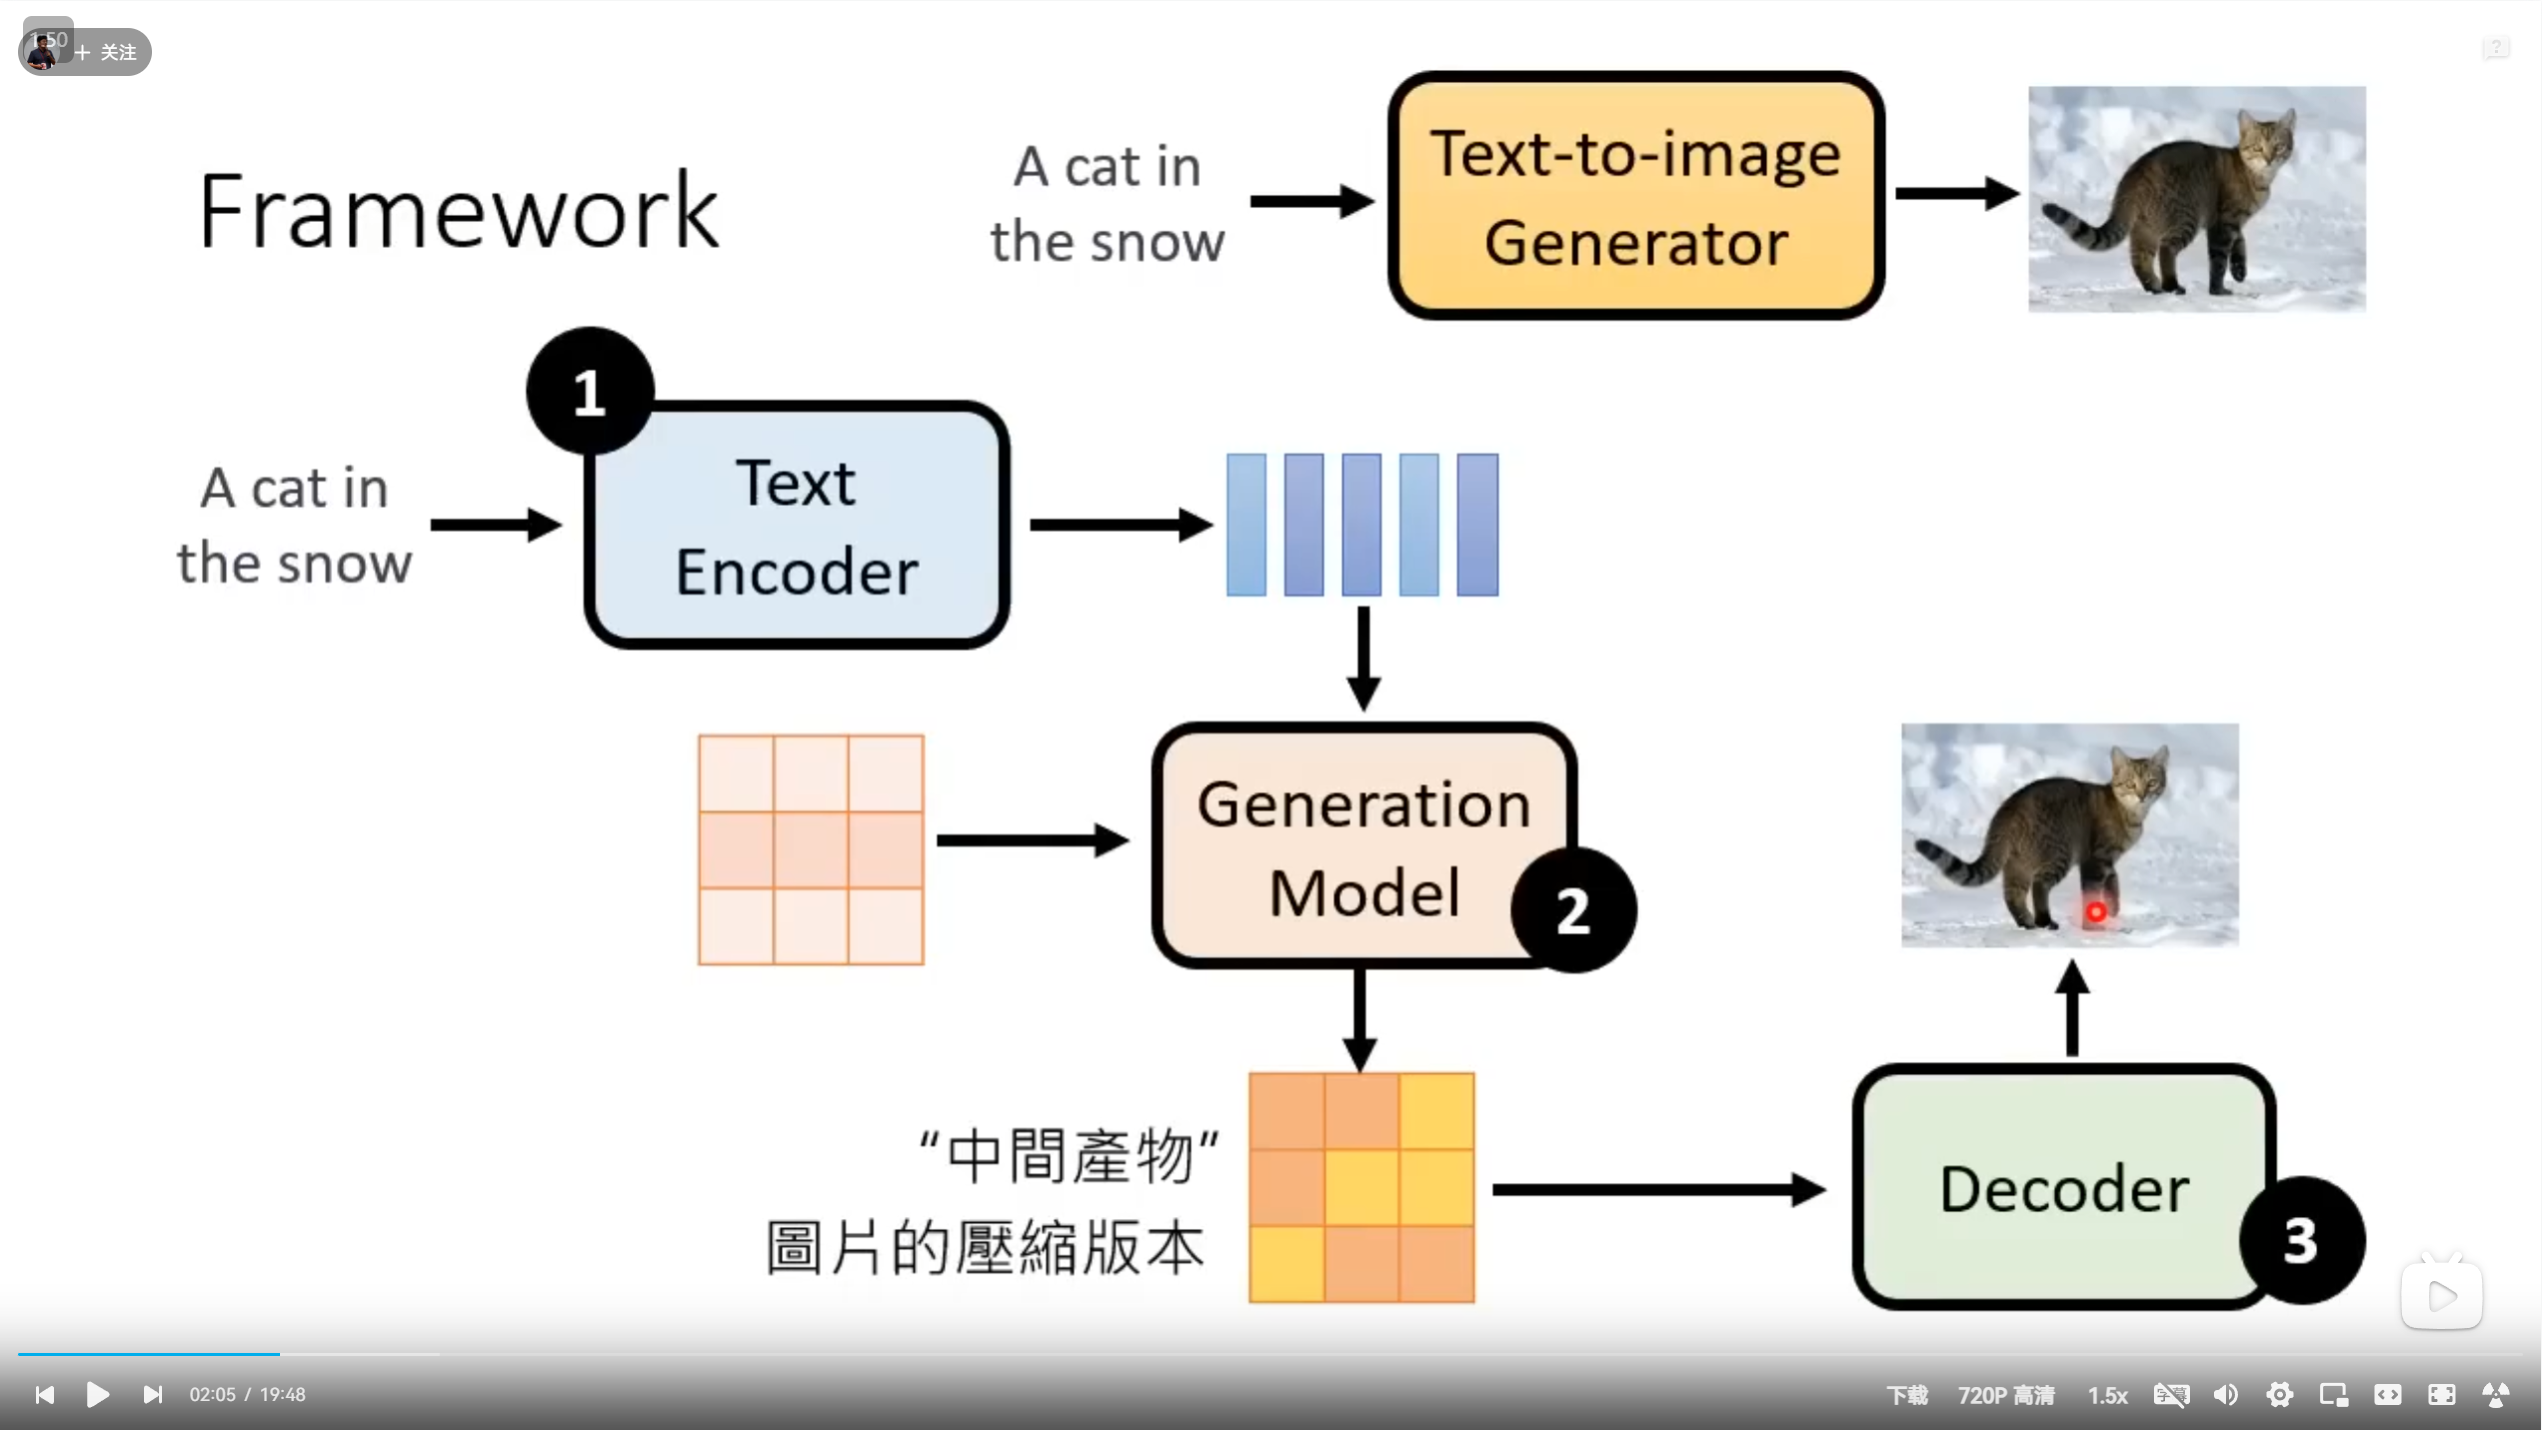 1:50
+ 关注
?
Framework
A cat in
the snow
Text-to-image
Generator
1
A cat in
the snow
Text
Encoder
Generation
Model
2
“中間產物”
圖片的壓縮版本
Decoder
3
02:05 / 19:48
下载
720P 高清
1.5x
字幕